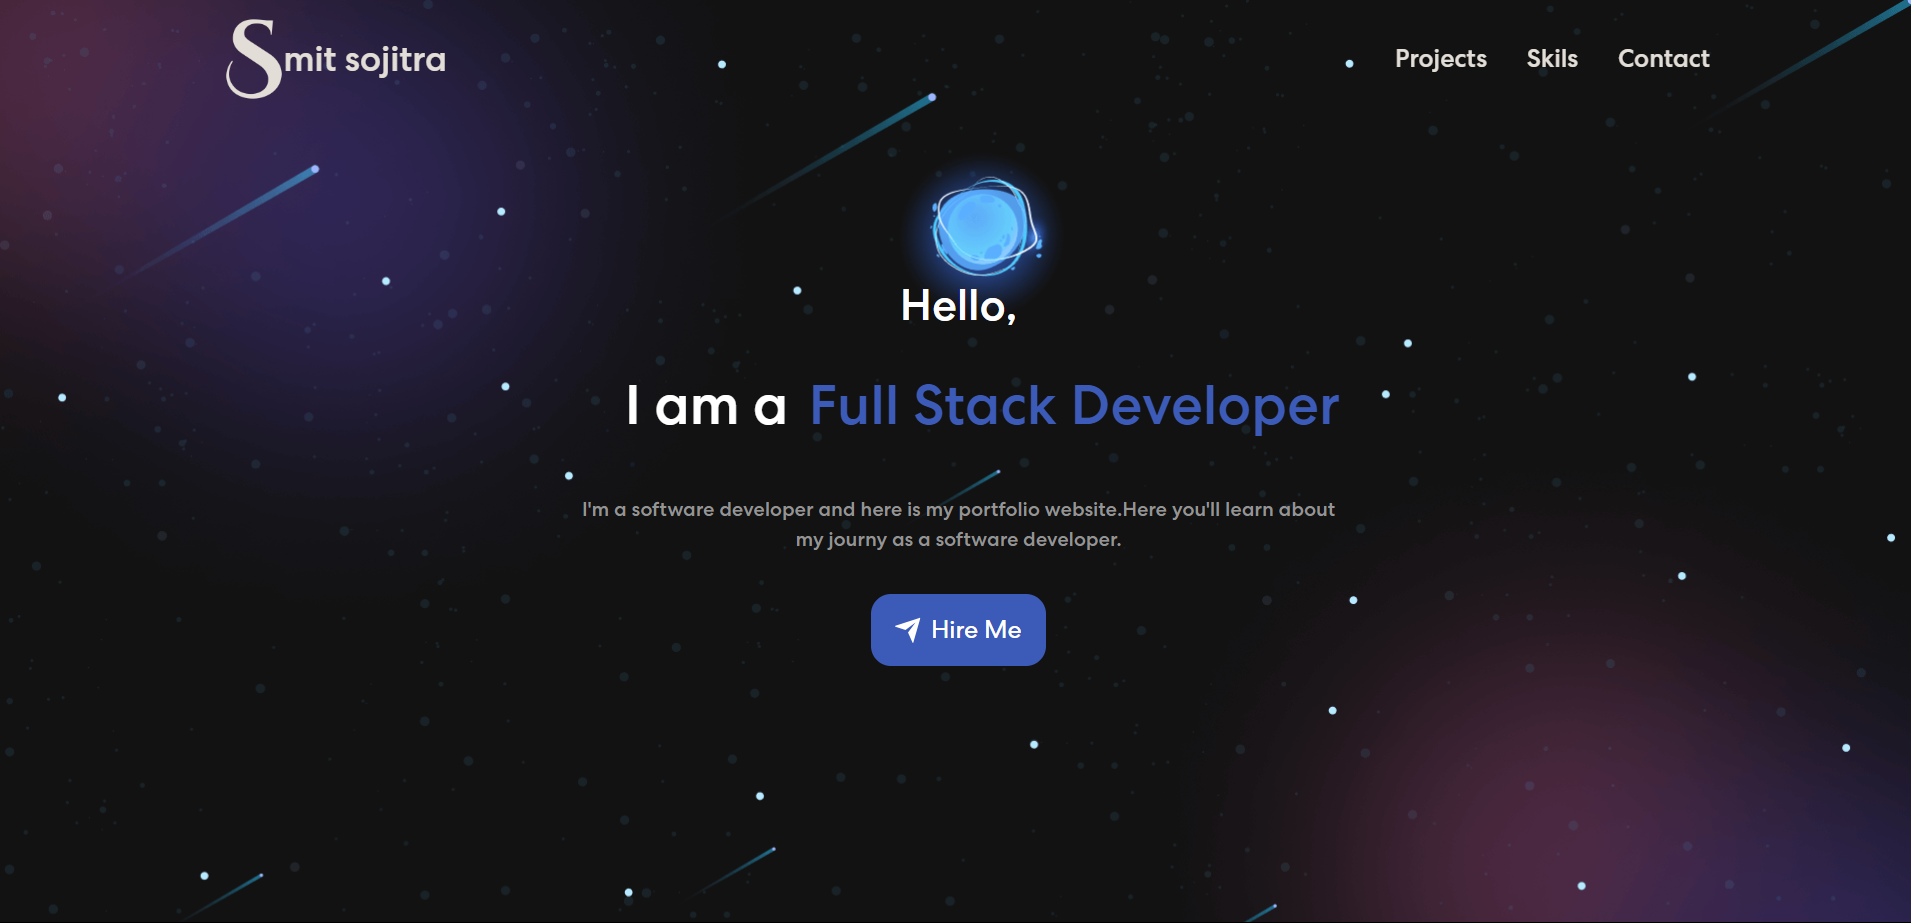 Smit sojitra
Projects
Skils
Contact
Hello,
I am a Full Stack Developer
I'm a software developer and here is my portfolio website.Here you'll learn about
my journy as a software developer.
Hire Me